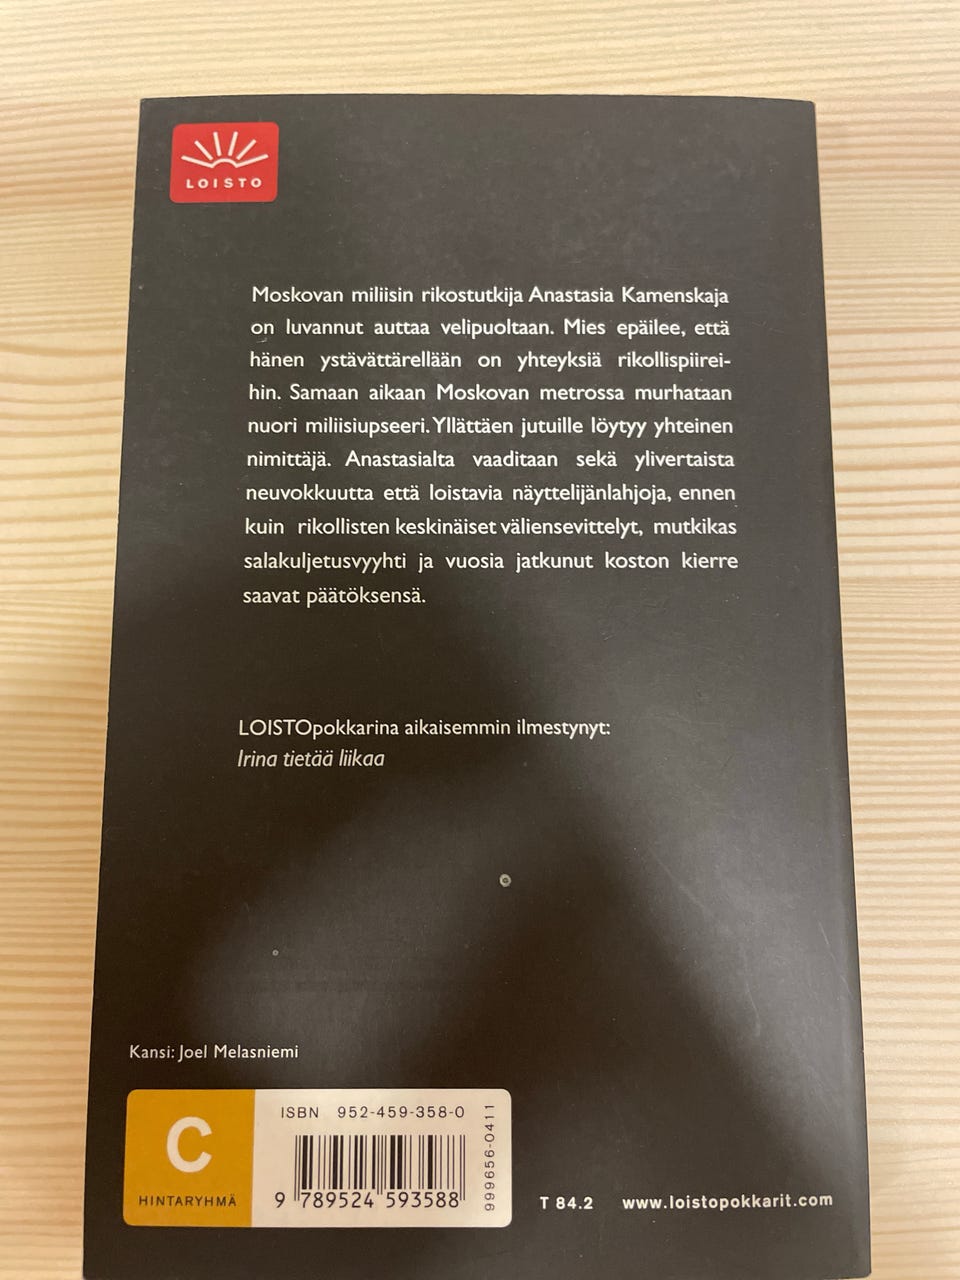 LOISTO
Moskovan miliisin rikostutkija Anastasia Kamenskaja
on luvannut auttaa velipuoltaan. Mies epäilee, että
hänen ystävättärellään on yhteyksiä rikollispiirei-
hin. Samaan aikaan Moskovan metrossa murhataan
nuori miliisiupseeri. Yllättäen jutuille löytyy yhteinen
nimittäjä. Anastasialta vaaditaan sekä ylivertaista
neuvokkuutta että loistavia näyttelijänlahjoja, ennen
kuin rikollisten keskinäiset väliensevittelyt, mutkikas
salakuljetusvyyhti ja vuosia jatkunut koston kierre
saavat päätöksensä.
LOISTOpokkarina aikaisemmin ilmestynyt:
Irina tietää liikaa
Kansi: Joel Melasniemi
C
HINTARYHMÄ
ISBN 952-459-358-0
9 789524 593588
999656-0411
T 84.2 www.loistopokkarit.com